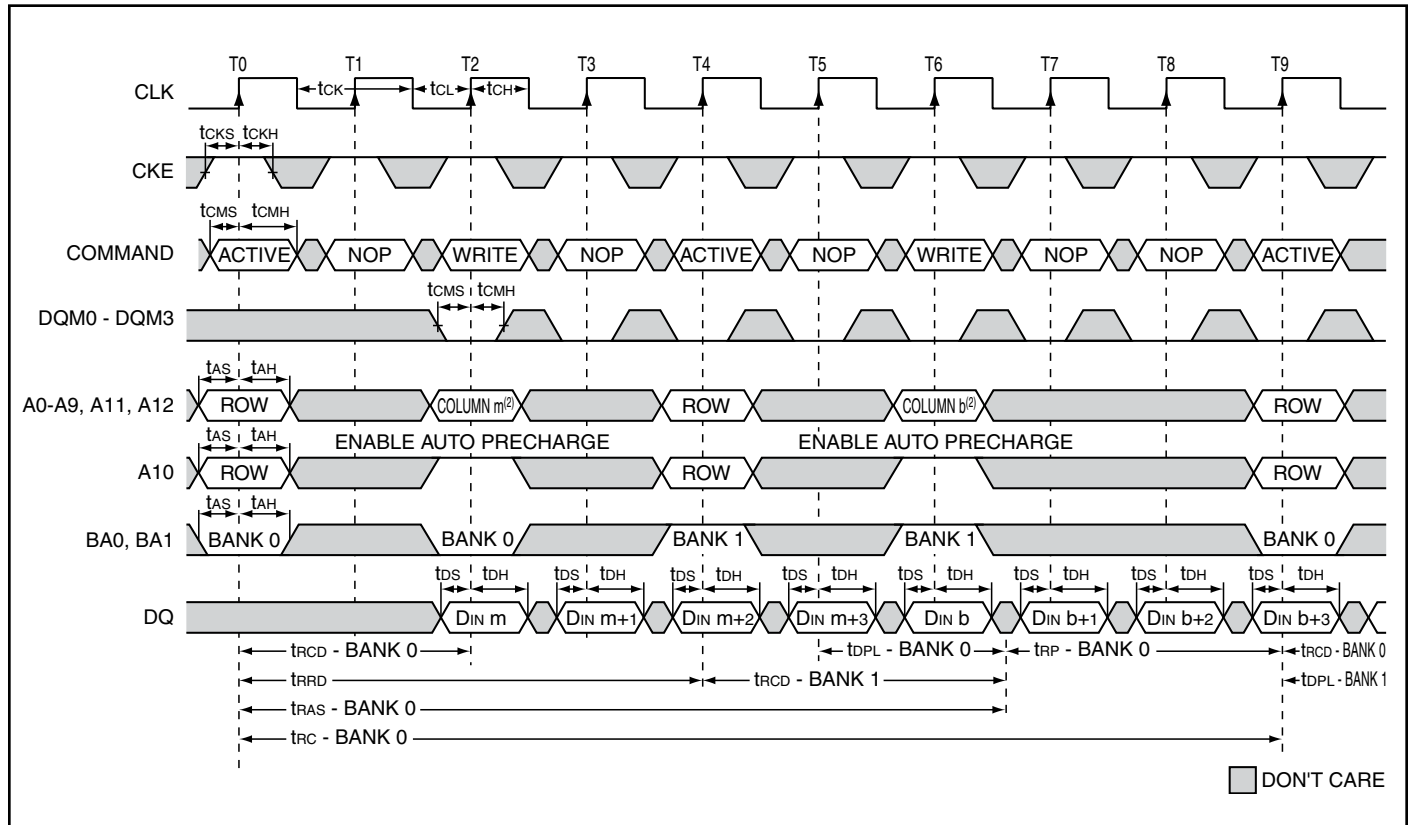 T0 T1 T2 T3 T4 T5 T6 T7 T8 T9
CLK tCK tCL tCH
tCKS tCKH
CKE
tCMS tCMH
COMMAND ACTIVE NOP WRITE NOP ACTIVE NOP WRITE NOP NOP ACTIVE
tCMS tCMH
DQM0 - DQM3
tAS tAH
A0-A9, A11, A12 ROW COLUMN m(2) ROW COLUMN b(2) ROW
tAS tAH ENABLE AUTO PRECHARGE ENABLE AUTO PRECHARGE
A10 ROW ROW ROW
tAS tAH
BA0, BA1 BANK 0 BANK 0 BANK 1 BANK 1 BANK 0
tDS tDH tDS tDH tDS tDH tDS tDH tDS tDH tDS tDH tDS tDH tDS tDH
DQ DIN m DIN m+1 DIN m+2 DIN m+3 DIN b DIN b+1 DIN b+2 DIN b+3
tRCD - BANK 0 tDPL - BANK 0 tRP - BANK 0 tRCD - BANK 0
tRRD tRCD - BANK 1 tDPL - BANK 1
tRAS - BANK 0
tRC - BANK 0
DON'T CARE